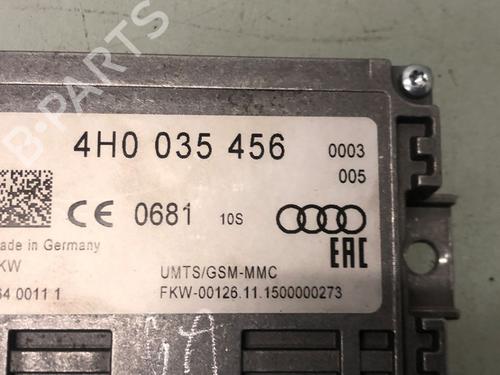 B-PARTS
4H0 035 456 0003
005
CE 0681 10S
ade in Germany
KW UMTS/GSM-MMC EAC
64 0011 1 FKW-00126.11.1500000273